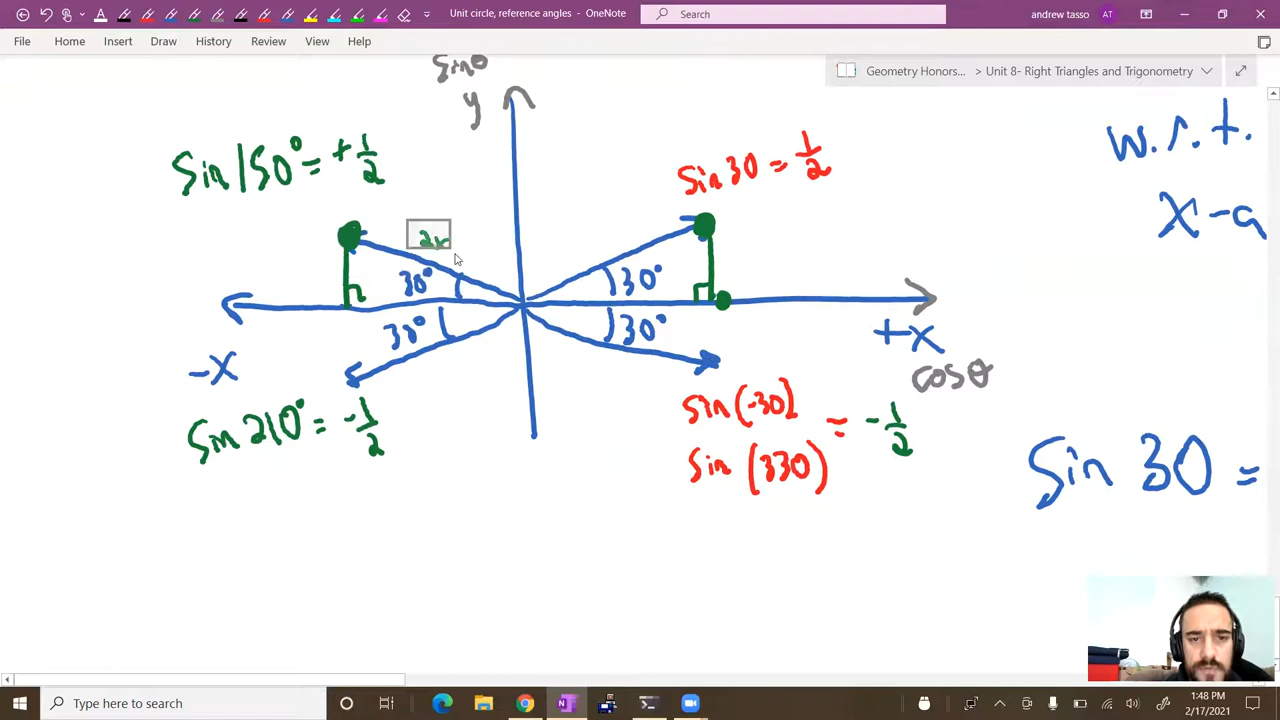 Unit circle, reference angles - OneNote
Search
andrew tasso
AT
File Home Insert Draw History Review View Help
Geometry Honors... > Unit 8- Right Triangles and Trigonometry
sinθ
y
w.r.t.
x-a
sin 150° = + 1/2
sin 30 = 1/2
2x
30°
30°
30°
30°
-x
+x
cos θ
sin 210° = -1/2
sin (-30)
sin (330)
= -1/2
sin 30 =
Type here to search
1:48 PM
2/17/2021